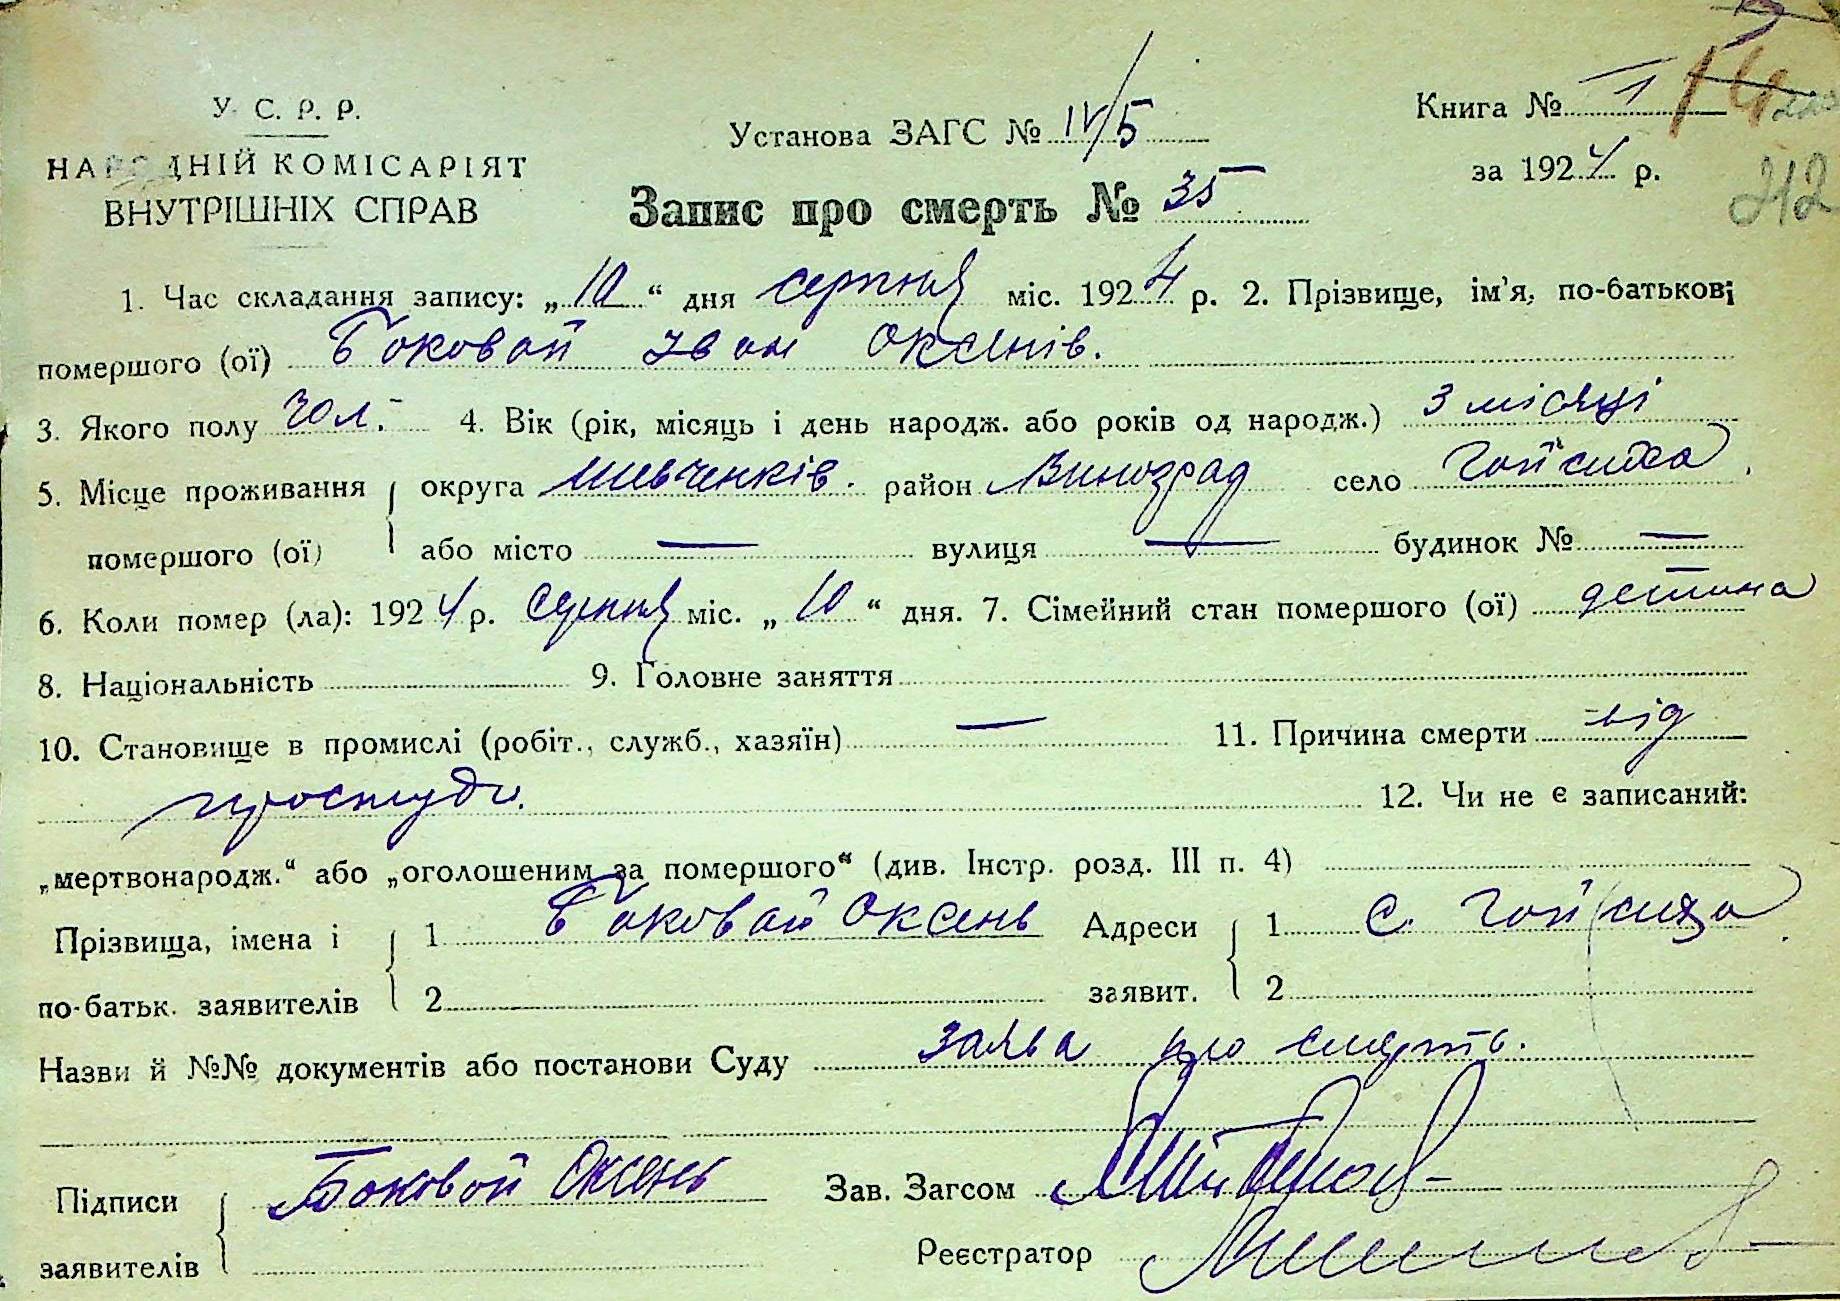 У. С. Р. Р.
НАРОДНІЙ КОМІСАРІЯТ
ВНУТРІШНІХ СПРАВ
Установа ЗАГС № IV/5
Книга № 1
за 1924 р.
212
Запис про смерть № 35
1. Час складання запису: „10“ дня серпня міс. 1924 р. 2. Прізвище, ім'я, по-батькові
помершого (ої) Боковой Іван Оксенів.
3. Якого полу чол. 4. Вік (рік, місяць і день народж. або років од народж.) 3 місяці
5. Місце проживання помершого (ої) округа Шевченків. район Виноград село
або місто — вулиця — будинок № —
6. Коли помер (ла): 1924 р. серпня міс. „10“ дня. 7. Сімейний стан помершого (ої) детина
8. Національність 9. Головне заняття
10. Становище в промислі (робіт., служб., хазяїн) — 11. Причина смерти від
простуди. 12. Чи не є записаний:
„мертвонародж.“ або „оголошеним за помершого“ (див. Інстр. розд. III п. 4)
Прізвища, імена і по-батьк. заявителів 1 Боковой Оксень Адреси заявит. 1 с.
2 2
Назви й №№ документів або постанови Суду заява про смерть.
Підписи заявителів Боковой Оксень Зав. Загсом
Реєстратор